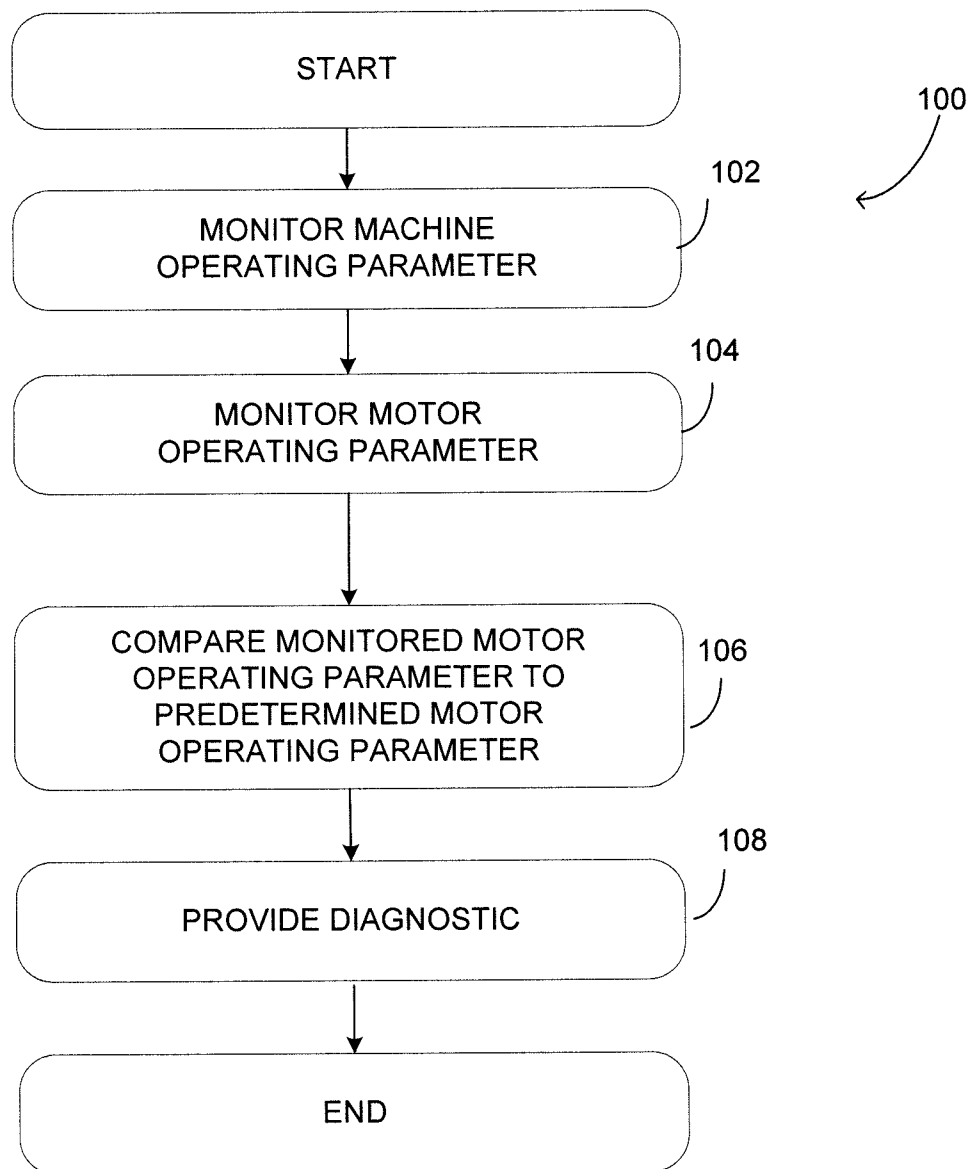 START
100
102
MONITOR MACHINE
OPERATING PARAMETER
104
MONITOR MOTOR
OPERATING PARAMETER
COMPARE MONITORED MOTOR
OPERATING PARAMETER TO
PREDETERMINED MOTOR
OPERATING PARAMETER
106
108
PROVIDE DIAGNOSTIC
END